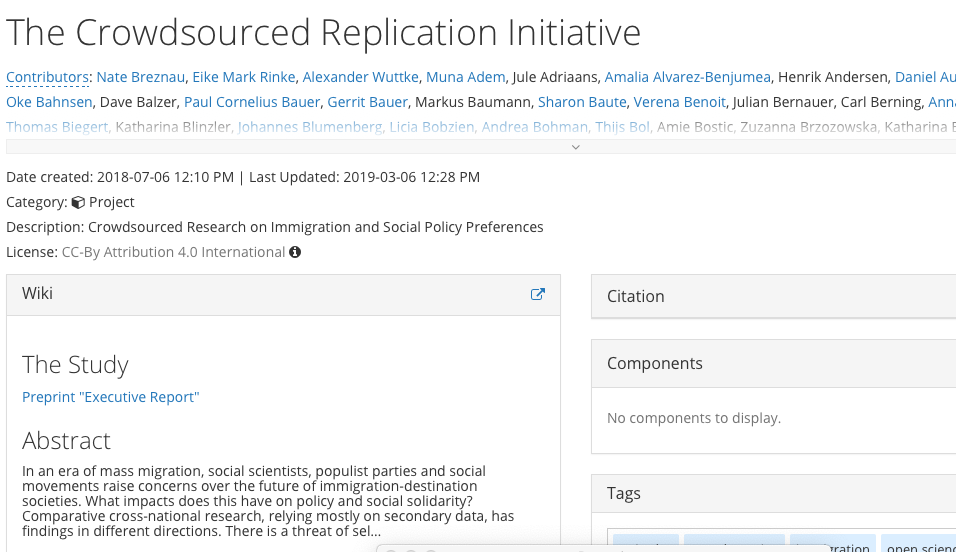 The Crowdsourced Replication Initiative
Contributors: Nate Breznau, Eike Mark Rinke, Alexander Wuttke, Muna Adem, Jule Adriaans, Amalia Alvarez-Benjumea, Henrik Andersen, Daniel Au
Oke Bahnsen, Dave Balzer, Paul Cornelius Bauer, Gerrit Bauer, Markus Baumann, Sharon Baute, Verena Benoit, Julian Bernauer, Carl Berning, Anna
Thomas Biegert, Katharina Blinzler, Johannes Blumenberg, Licia Bobzien, Andrea Bohman, Thijs Bol, Amie Bostic, Zuzanna Brzozowska, Katharina
Date created: 2018-07-06 12:10 PM | Last Updated: 2019-03-06 12:28 PM
Category: Project
Description: Crowdsourced Research on Immigration and Social Policy Preferences
License: CC-By Attribution 4.0 International
Wiki
The Study
Preprint "Executive Report"
Abstract
In an era of mass migration, social scientists, populist parties and social
movements raise concerns over the future of immigration-destination
societies. What impacts does this have on policy and social solidarity?
Comparative cross-national research, relying mostly on secondary data, has
findings in different directions. There is a threat of sel...
Citation
Components
No components to display.
Tags
open scien